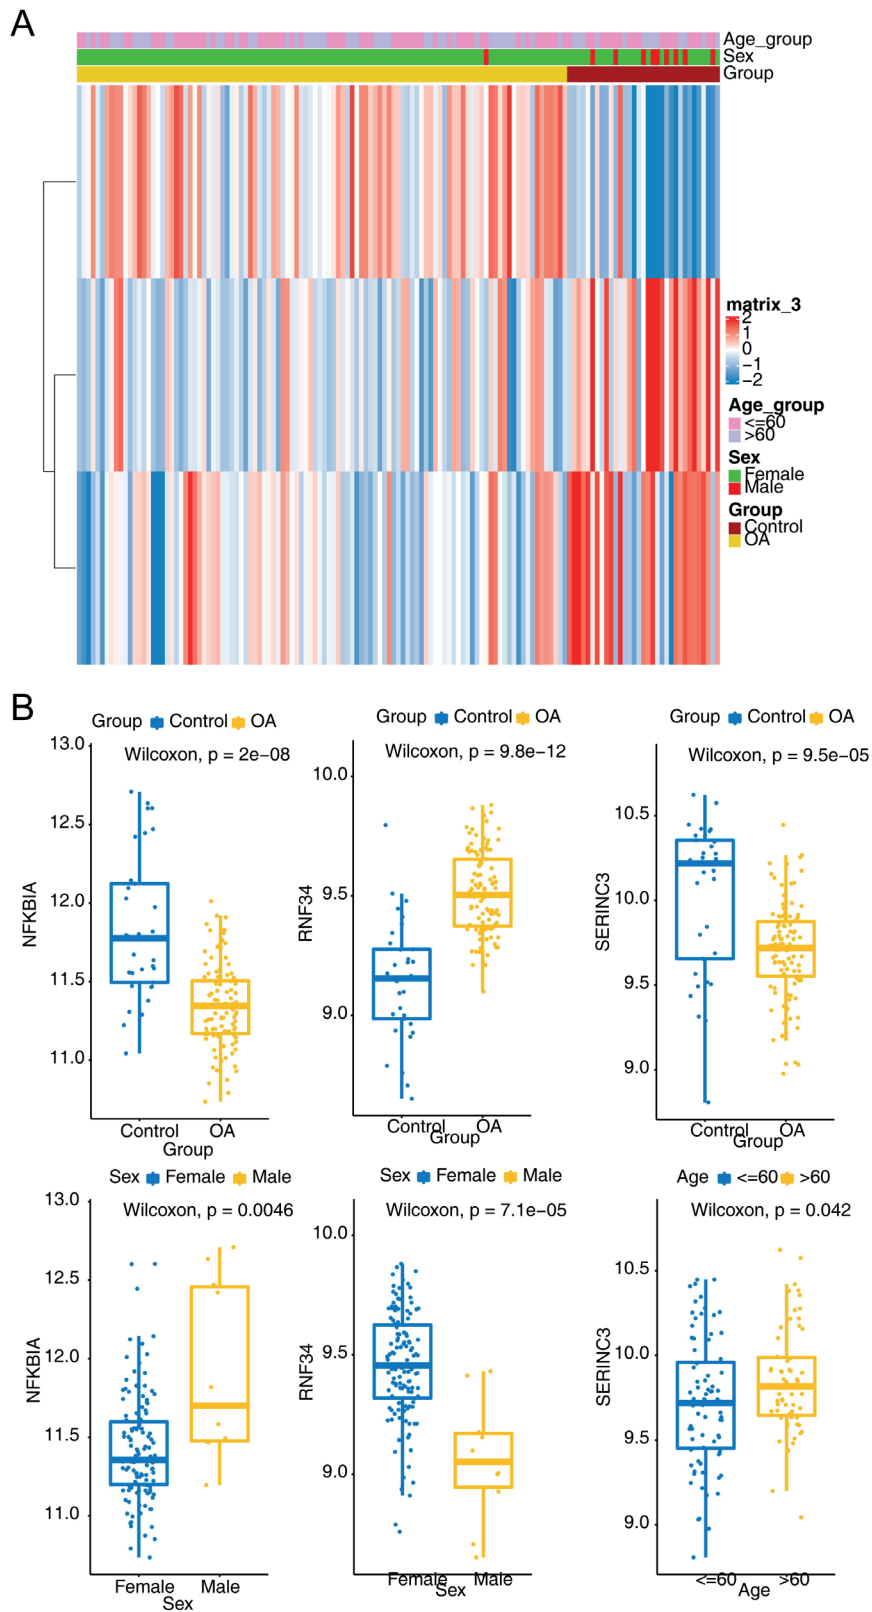 A
Age_group
Sex
Group
matrix_3
2
1
0
−1
−2
Age_group
<=60
>60
Sex
Female
Male
Group
Control
OA
B
Group Control OA
Wilcoxon, p = 2e−08
NFKBIA
13.0
12.5
12.0
11.5
11.0
Control OA
Group
Group Control OA
Wilcoxon, p = 9.8e−12
RNF34
10.0
9.5
9.0
Control OA
Group
Group Control OA
Wilcoxon, p = 9.5e−05
SERINC3
10.5
10.0
9.5
9.0
Control OA
Group
Sex Female Male
Wilcoxon, p = 0.0046
NFKBIA
13.0
12.5
12.0
11.5
11.0
Female Male
Sex
Sex Female Male
Wilcoxon, p = 7.1e−05
RNF34
10.0
9.5
9.0
Female Male
Sex
Age <=60 >60
Wilcoxon, p = 0.042
SERINC3
10.5
10.0
9.5
9.0
<=60 >60
Age